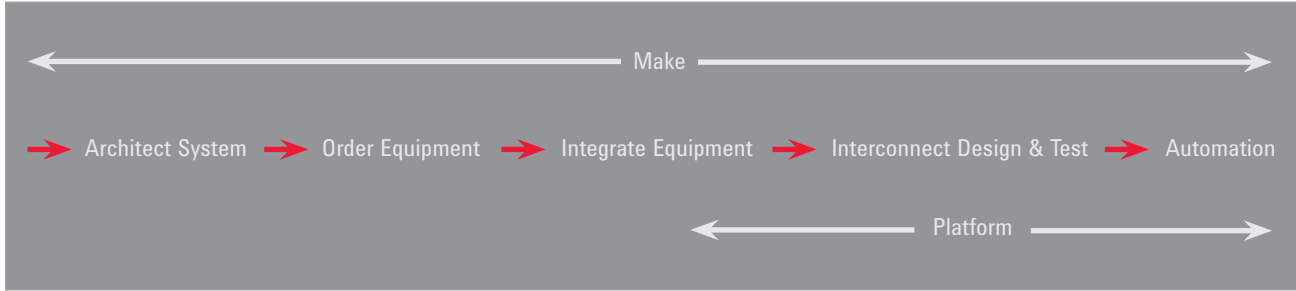 Make
Architect System Order Equipment Integrate Equipment Interconnect Design & Test Automation
Platform